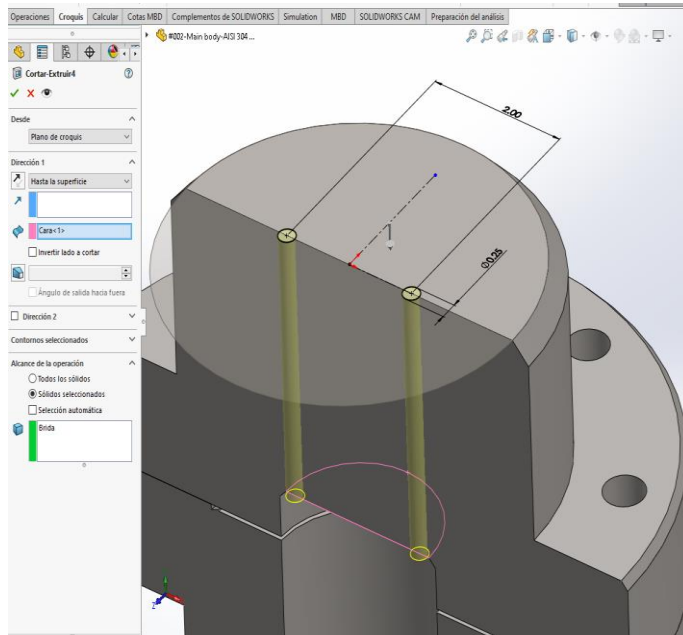 Operaciones Croquis Calcular Cotas MBD Complementos de SOLIDWORKS Simulation MBD SOLIDWORKS CAM Preparación del análisis
#002-Main body-AISI 304 ...
Cortar-Extruir4
Desde
Plano de croquis
Dirección 1
Hasta la superficie
Cara<1>
Invertir lado a cortar
Ángulo de salida hacia fuera
Dirección 2
Contornos seleccionados
Alcance de la operación
Todos los sólidos
Sólidos seleccionados
Selección automática
Brida
2.00
Ø0.25
Z